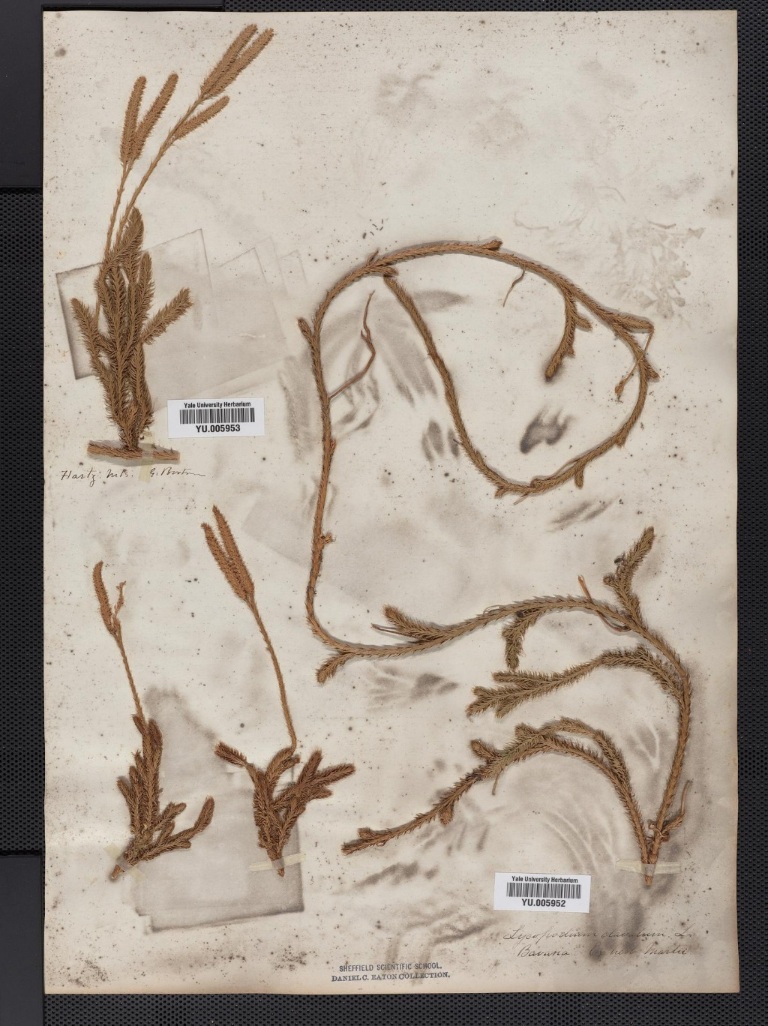 Yale University Herbarium
YU.005953
Hartz
Yale University Herbarium
YU.005952
Lycopodium clavatum, L.
Bavaria
SHEFFIELD SCIENTIFIC SCHOOL.
DANIEL C. EATON COLLECTION.